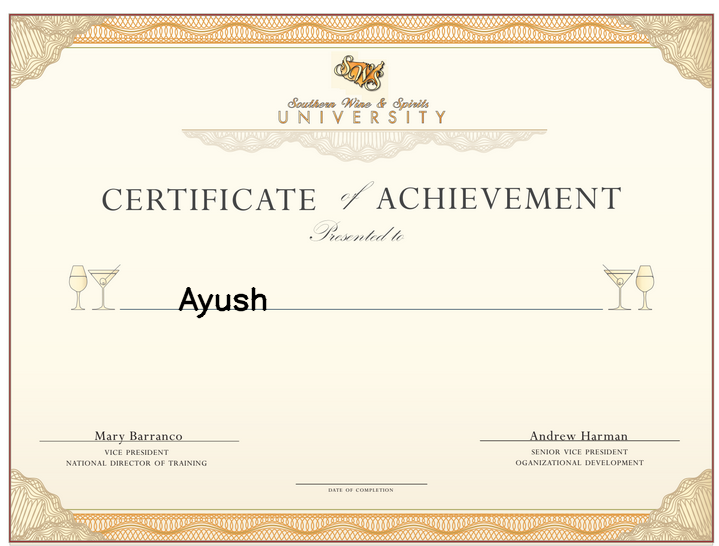 SWS
Southern Wine & Spirits
UNIVERSITY
CERTIFICATE of ACHIEVEMENT
Presented to
Ayush
Mary Barranco
VICE PRESIDENT
NATIONAL DIRECTOR OF TRAINING
Andrew Harman
SENIOR VICE PRESIDENT
OGANIZATIONAL DEVELOPMENT
DATE OF COMPLETION